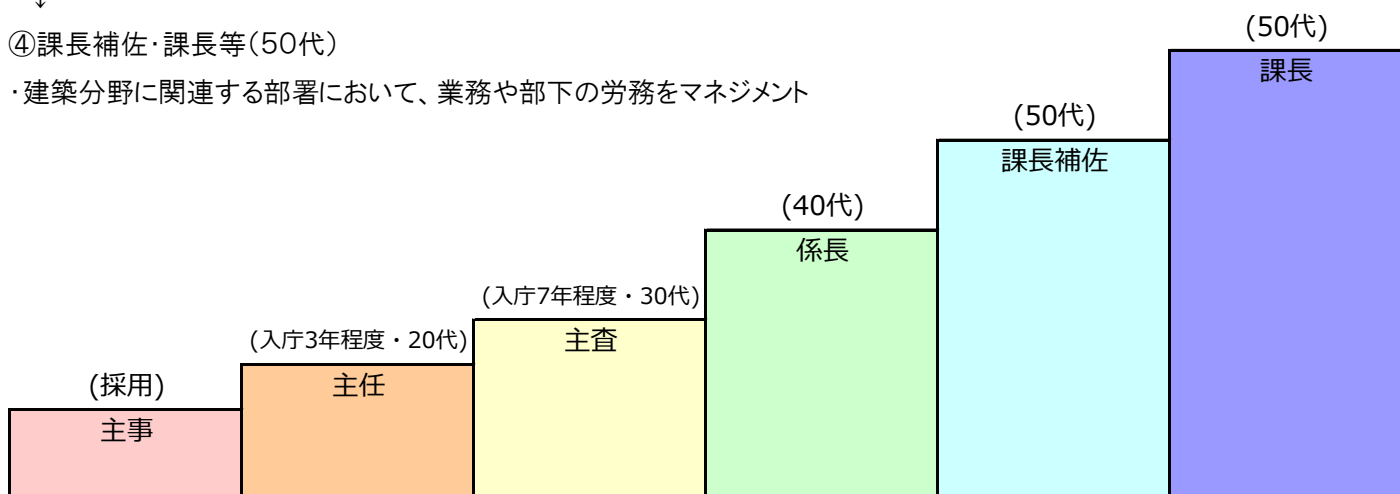 ↓
④課長補佐・課長等(50代)
・建築分野に関連する部署において、業務や部下の労務をマネジメント
(50代)
課長
(50代)
課長補佐
(40代)
係長
(入庁7年程度・30代)
主査
(入庁3年程度・20代)
主任
(採用)
主事